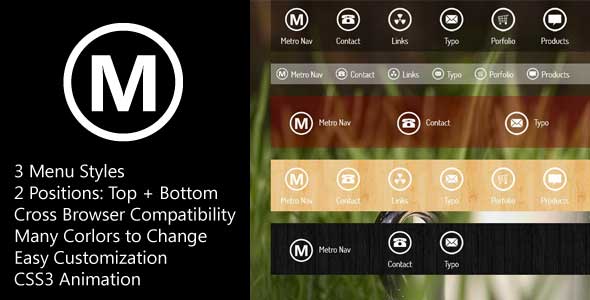 M
3 Menu Styles
2 Positions: Top + Bottom
Cross Browser Compatibility
Many Corlors to Change
Easy Customization
CSS3 Animation
M
Metro Nav Contact Links Typo Porfolio Products
M Metro Nav Contact Links Typo Porfolio Products
M Metro Nav Contact Typo
M
Metro Nav Contact Links Typo Porfolio Products
M Metro Nav
Contact Typo